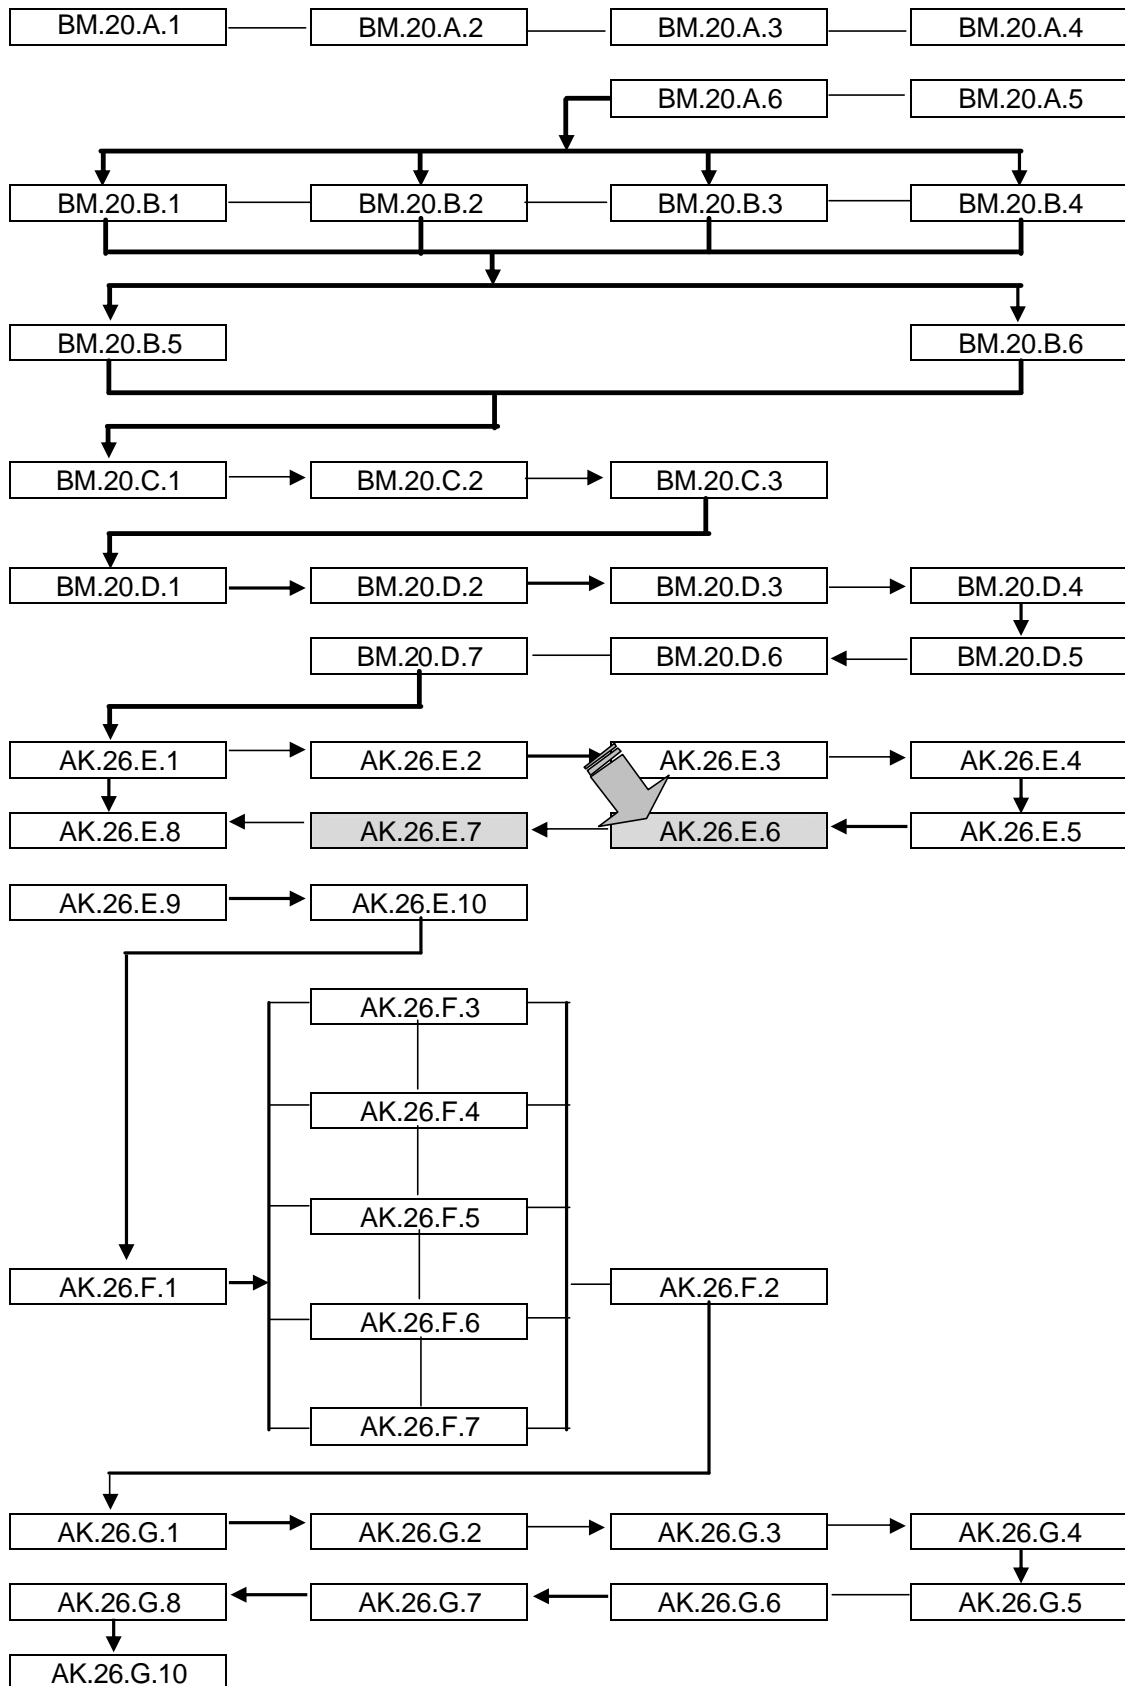 BM.20.A.1 BM.20.A.2 BM.20.A.3 BM.20.A.4
BM.20.A.6 BM.20.A.5
BM.20.B.1 BM.20.B.2 BM.20.B.3 BM.20.B.4
BM.20.B.5 BM.20.B.6
BM.20.C.1 BM.20.C.2 BM.20.C.3
BM.20.D.1 BM.20.D.2 BM.20.D.3 BM.20.D.4
BM.20.D.7 BM.20.D.6 BM.20.D.5
AK.26.E.1 AK.26.E.2 AK.26.E.3 AK.26.E.4
AK.26.E.8 AK.26.E.7 AK.26.E.6 AK.26.E.5
AK.26.E.9 AK.26.E.10
AK.26.F.3
AK.26.F.4
AK.26.F.5
AK.26.F.1 AK.26.F.2
AK.26.F.6
AK.26.F.7
AK.26.G.1 AK.26.G.2 AK.26.G.3 AK.26.G.4
AK.26.G.8 AK.26.G.7 AK.26.G.6 AK.26.G.5
AK.26.G.10